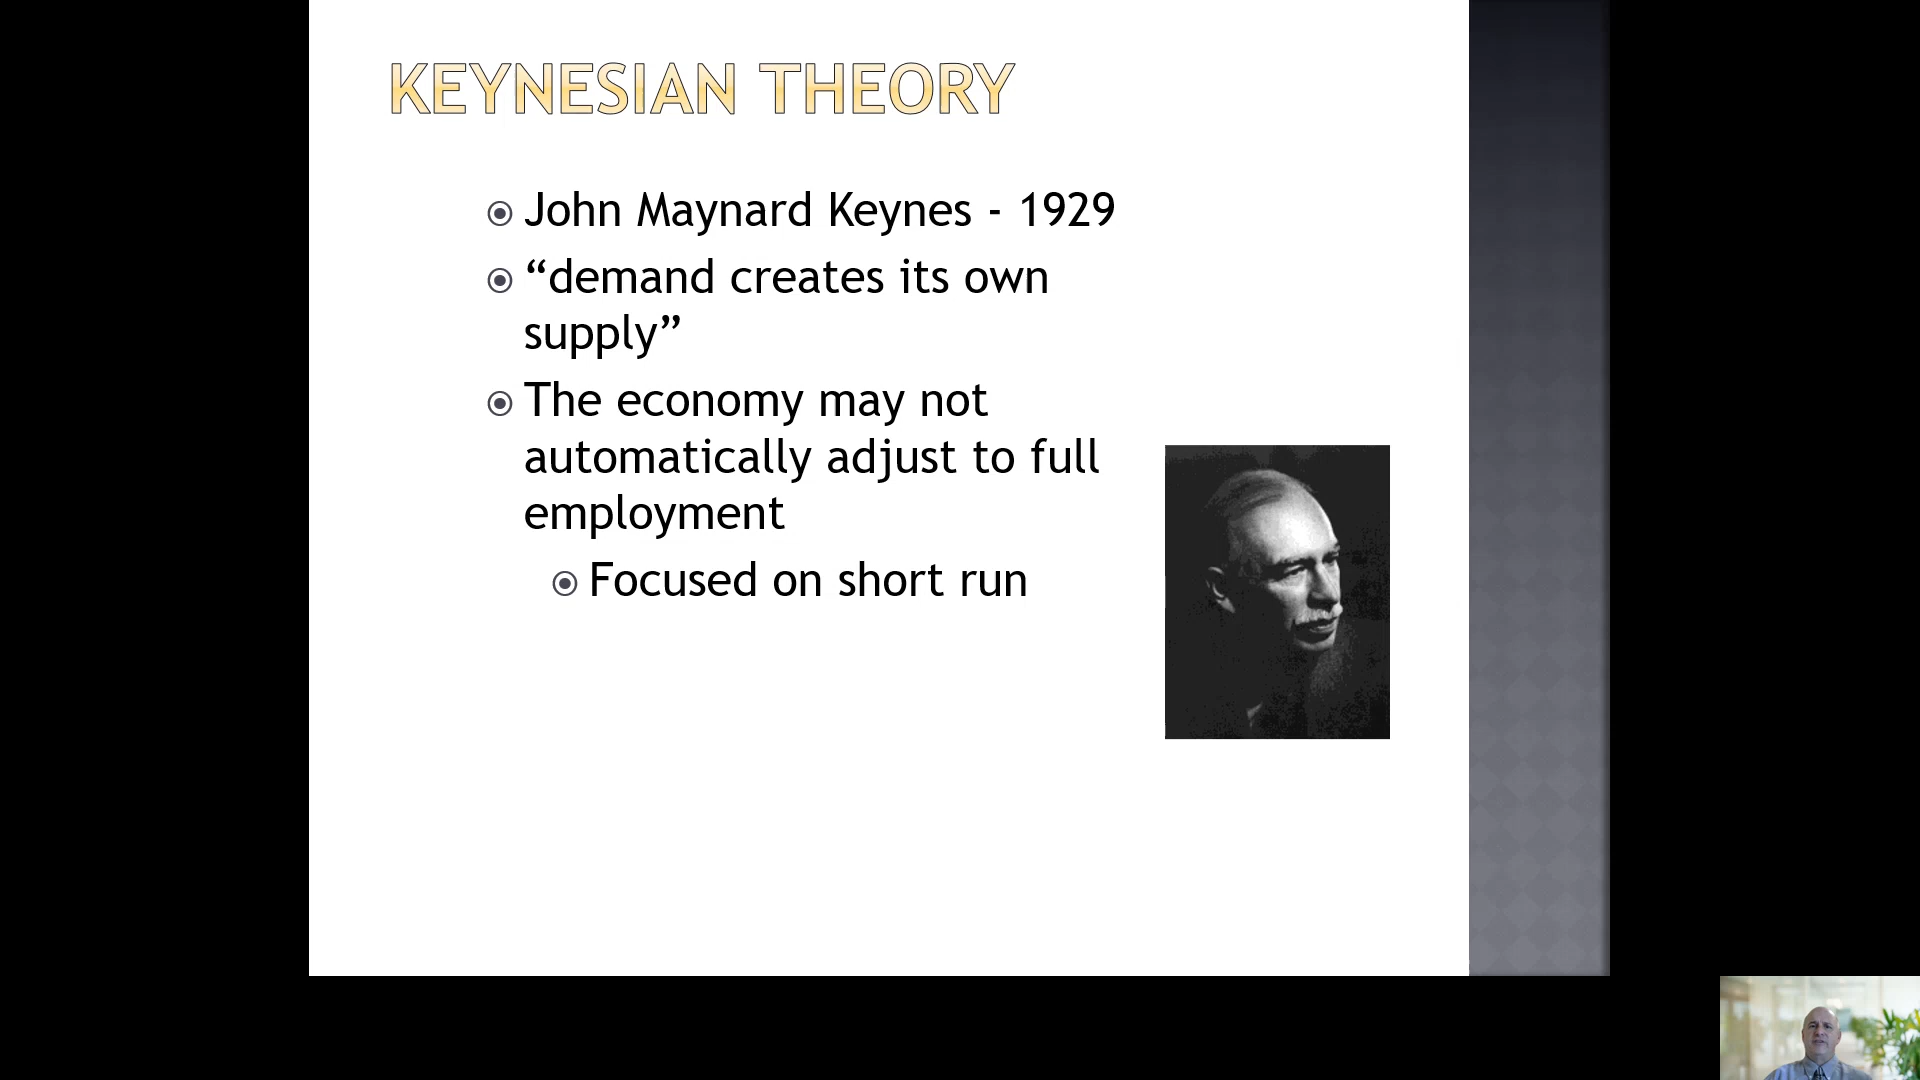 KEYNESIAN THEORY
John Maynard Keynes - 1929
“demand creates its own
supply”
The economy may not
automatically adjust to full
employment
Focused on short run